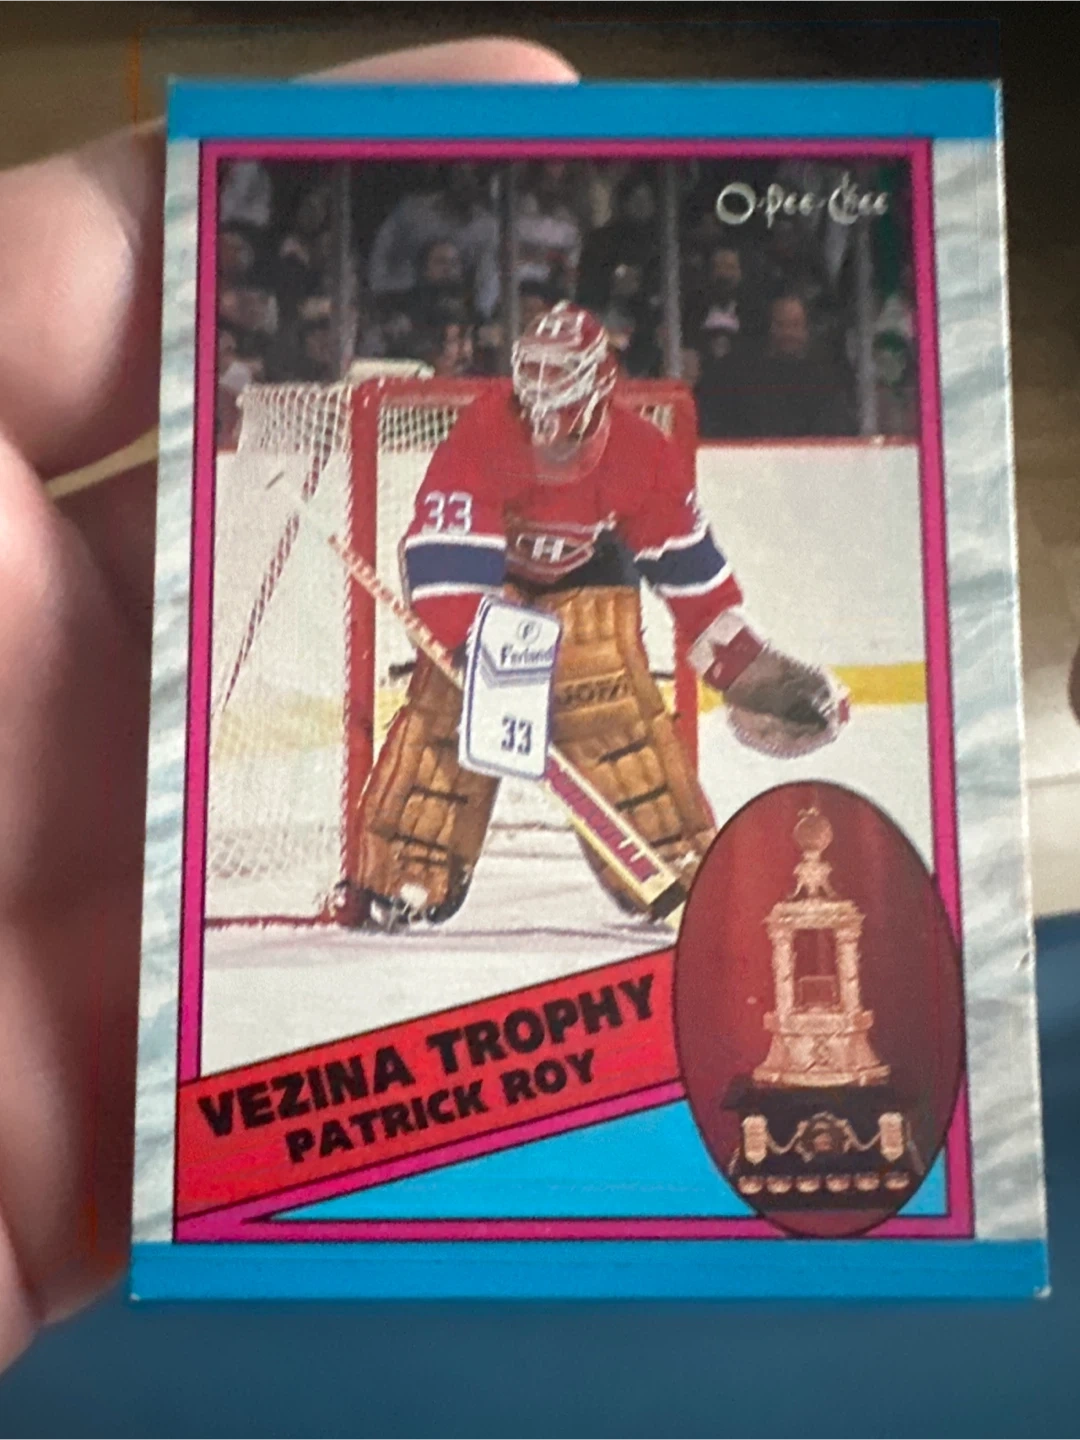 O-Pee-Chee
33
Ferland
33
VEZINA TROPHY
PATRICK ROY